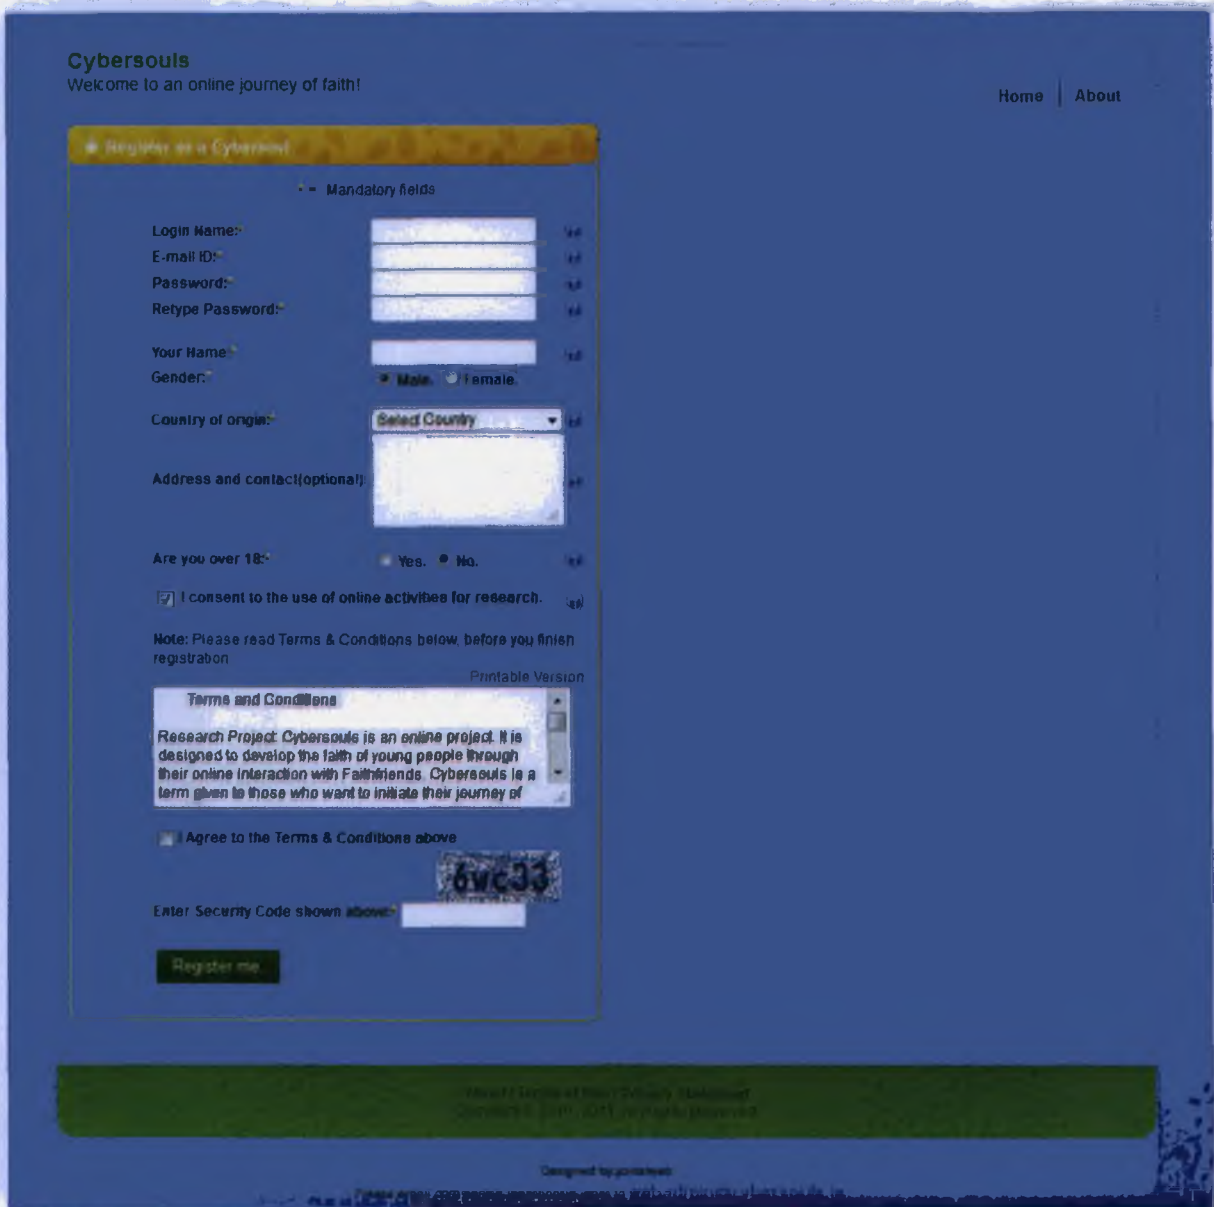 Cybersouls
Welcome to an online journey of faith!
Home | About
Register as a Cybersoul
* = Mandatory fields
Login Name:*
E-mail ID:*
Password:*
Retype Password:*
Your Name:*
Gender:* Male. Female.
Country of origin:* Select Country
Address and contact(optional):
Are you over 18:* Yes. No.
I consent to the use of online activities for research.
Note: Please read Terms & Conditions below, before you finish
registration
Printable Version
Terms and Conditions
Research Project: Cybersouls is an online project. It is
designed to develop the faith of young people through
their online interaction with Faithfriends. Cybersouls is a
term given to those who want to initiate their journey of
I Agree to the Terms & Conditions above
6wc33
Enter Security Code shown above:*
Register me.
Designed by